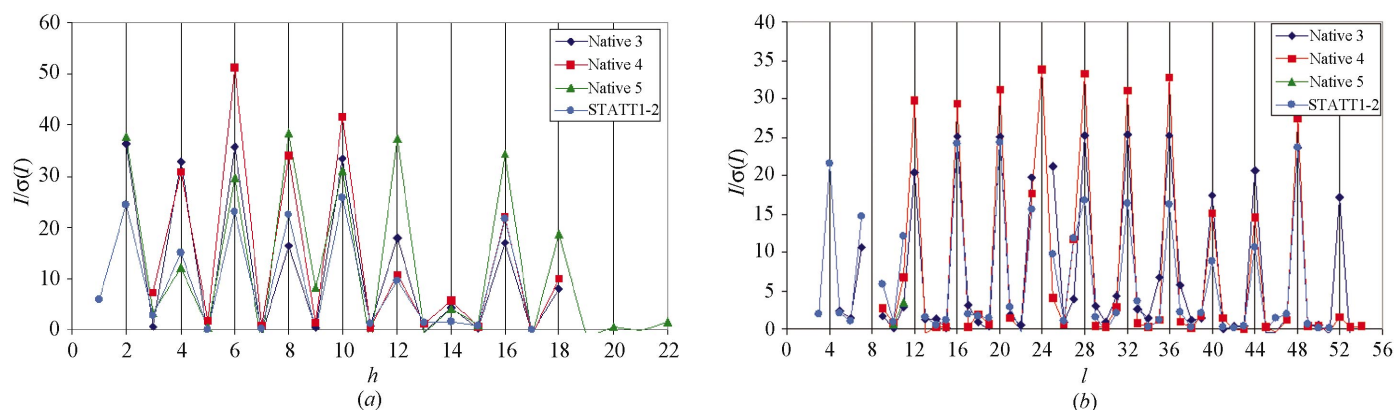 60
50
40
30
20
10
0
I/σ(I)
0 2 4 6 8 10 12 14 16 18 20 22
h
(a)
Native 3
Native 4
Native 5
STATT1-2
40
35
30
25
20
15
10
5
0
I/σ(I)
0 4 8 12 16 20 24 28 32 36 40 44 48 52 56
l
(b)
Native 3
Native 4
Native 5
STATT1-2